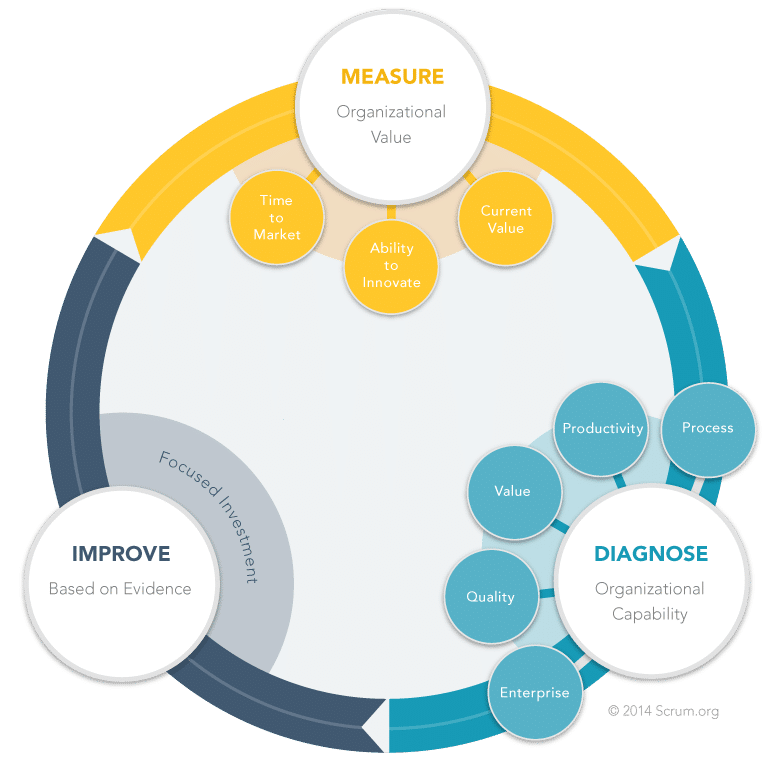 MEASURE
Organizational
Value
Time
to
Market
Ability
to
Innovate
Current
Value
Productivity
Process
Value
Quality
Enterprise
DIAGNOSE
Organizational
Capability
Focused Investment
IMPROVE
Based on Evidence
© 2014 Scrum.org